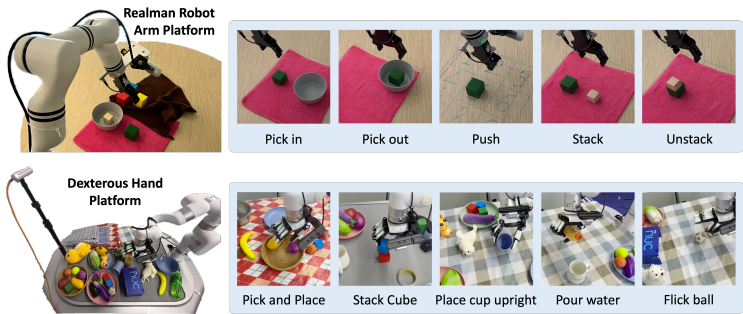 Realman Robot
Arm Platform
Pick in
Pick out
Push
Stack
Unstack
Dexterous Hand
Platform
Pick and Place
Stack Cube
Place cup upright
Pour water
Flick ball